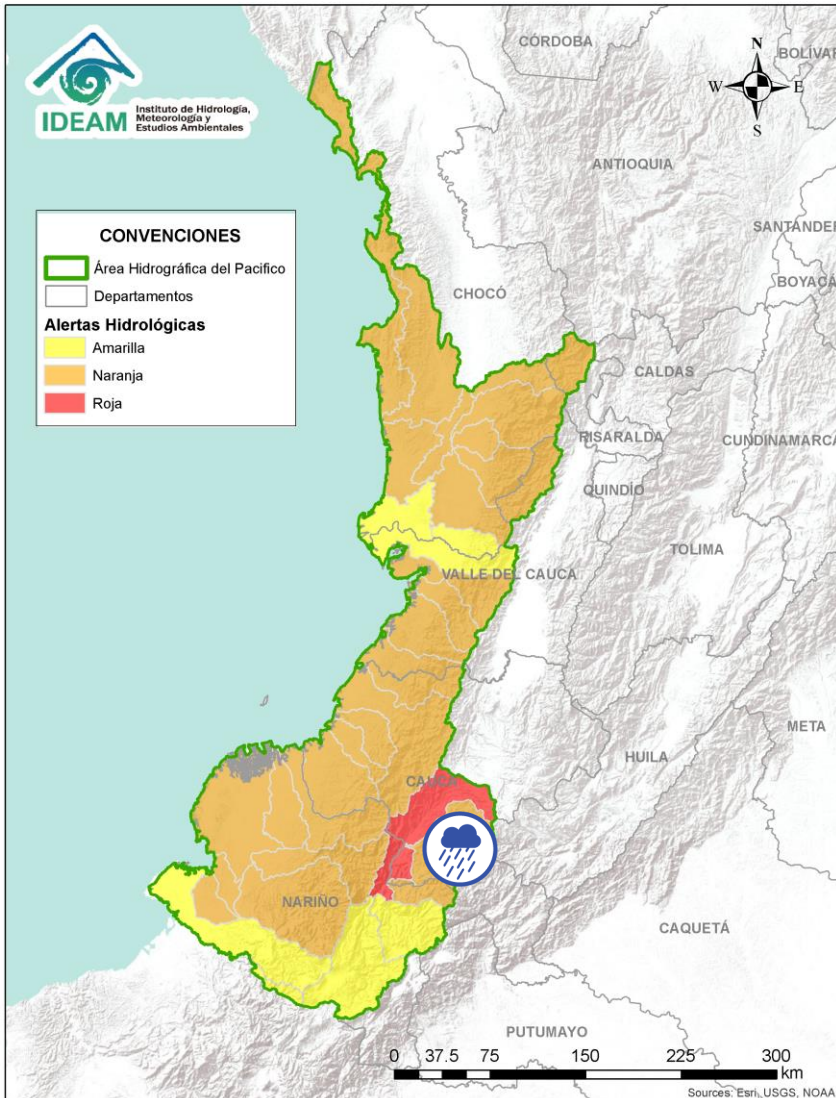 IDEAM
Instituto de Hidrología,
Meteorología y
Estudios Ambientales
CÓRDOBA
BOLÍVAR
N
W
E
S
ANTIOQUIA
SANTANDER
BOYACÁ
CONVENCIONES
Área Hidrográfica del Pacifico
Departamentos
Alertas Hidrológicas
Amarilla
Naranja
Roja
CHOCÓ
CALDAS
RISARALDA
CUNDINAMARCA
QUINDÍO
TOLIMA
VALLE DEL CAUCA
META
HUILA
CAUCA
NARIÑO
CAQUETÁ
PUTUMAYO
0 37.5 75 150 225 300
km
Sources: Esri, USGS, NOAA